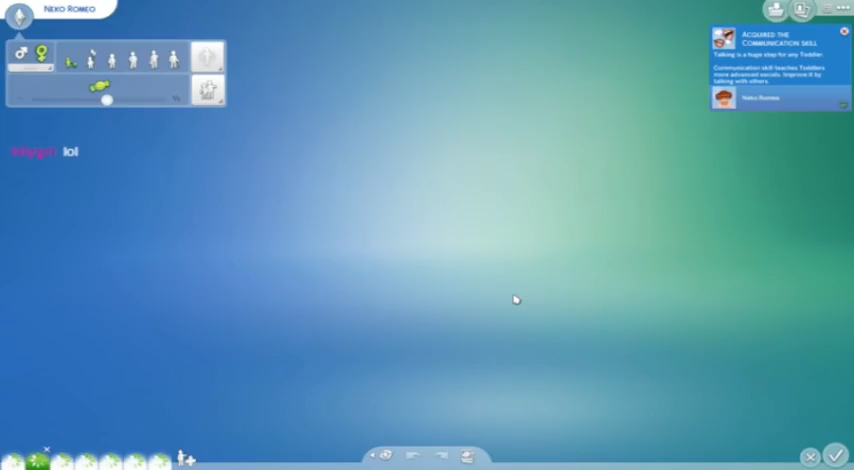 NEKO ROMEO
ACQUIRED THE
COMMUNICATION SKILL
Talking is a huge step for any Toddler.
Communication skill teaches Toddlers
more advanced socials. Improve it by
talking with others.
Neko Romeo
lol